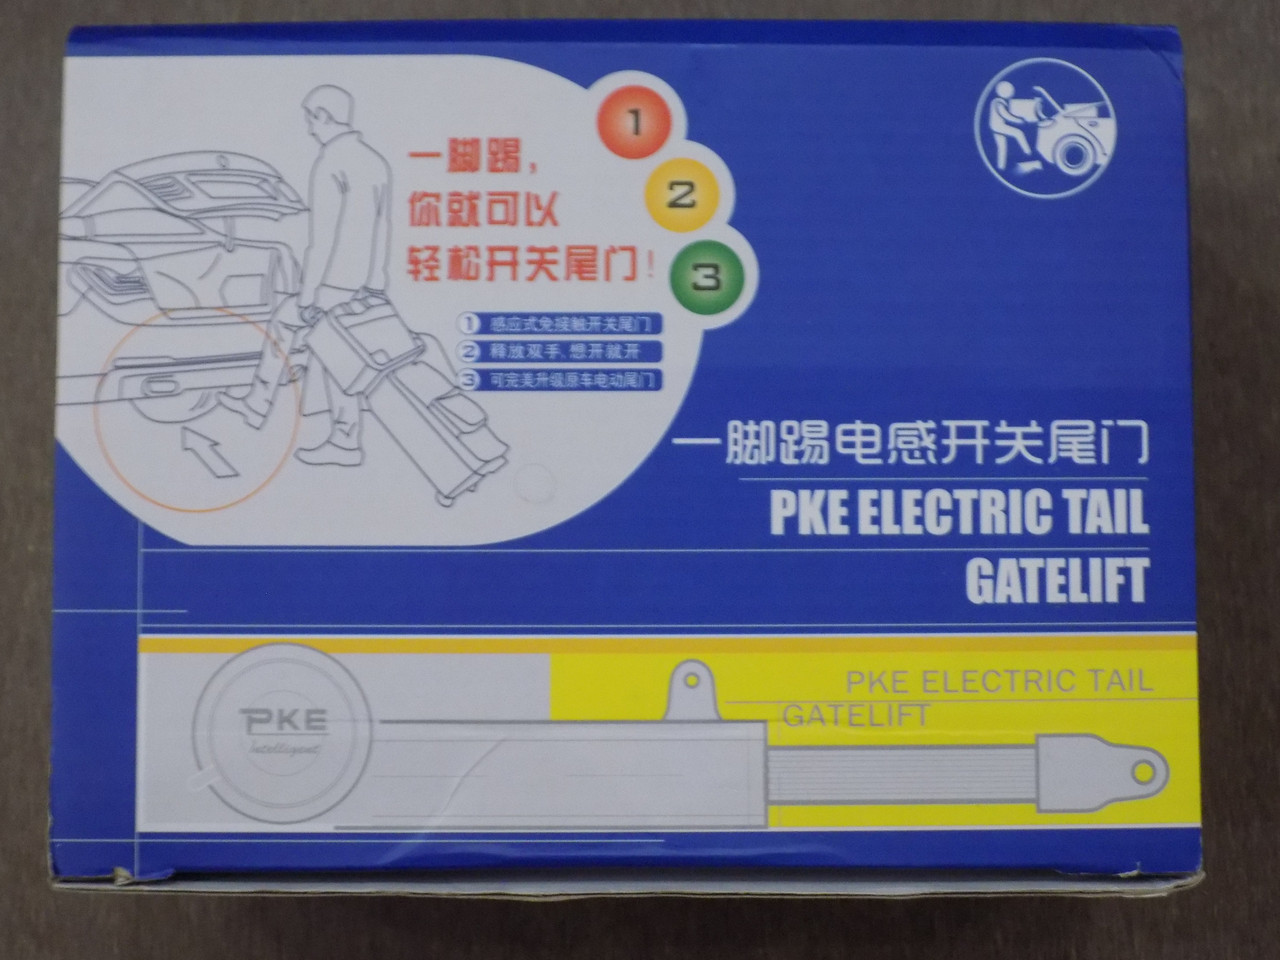 一脚踢，
你就可以
轻松开关尾门！
1
2
3
1 感应式免接触开关尾门
2 释放双手、想开就开
3 可完美升级原车电动尾门
一脚踢电感开关尾门
PKE ELECTRIC TAIL
GATELIFT
PKE ELECTRIC TAIL
GATELIFT
PKE
Intelligent